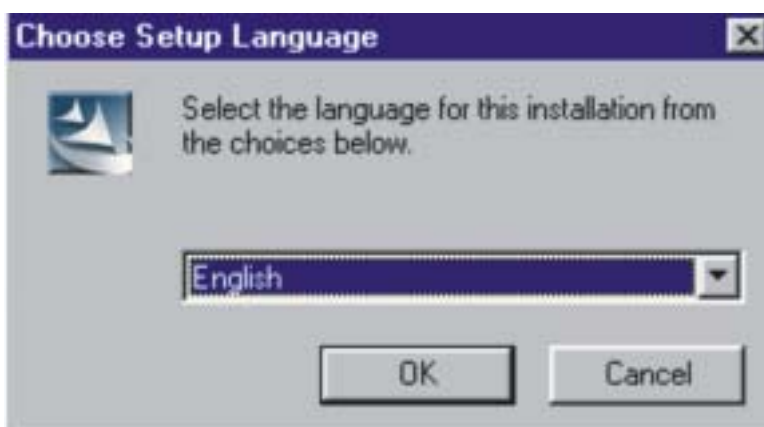 Choose Setup Language
Select the language for this installation from
the choices below.
English
OK
Cancel